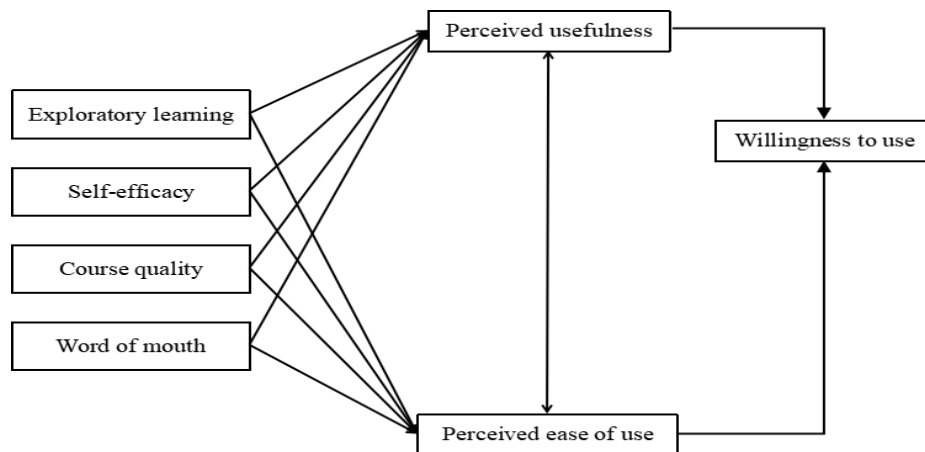 Perceived usefulness
Exploratory learning
Willingness to use
Self-efficacy
Course quality
Word of mouth
Perceived ease of use